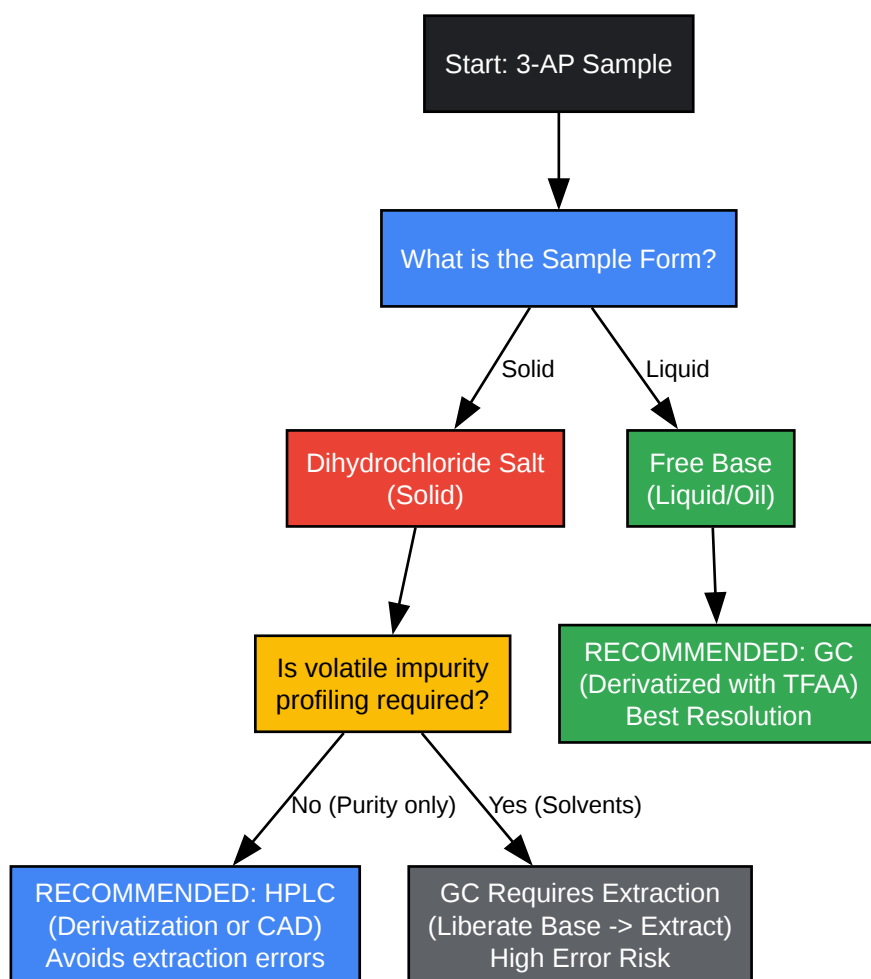 Start: 3-AP Sample
What is the Sample Form?
Solid
Liquid
Dihydrochloride Salt
(Solid)
Free Base
(Liquid/Oil)
Is volatile impurity
profiling required?
RECOMMENDED: GC
(Derivatized with TFAA)
Best Resolution
No (Purity only)
Yes (Solvents)
RECOMMENDED: HPLC
(Derivatization or CAD)
Avoids extraction errors
GC Requires Extraction
(Liberate Base -> Extract)
High Error Risk